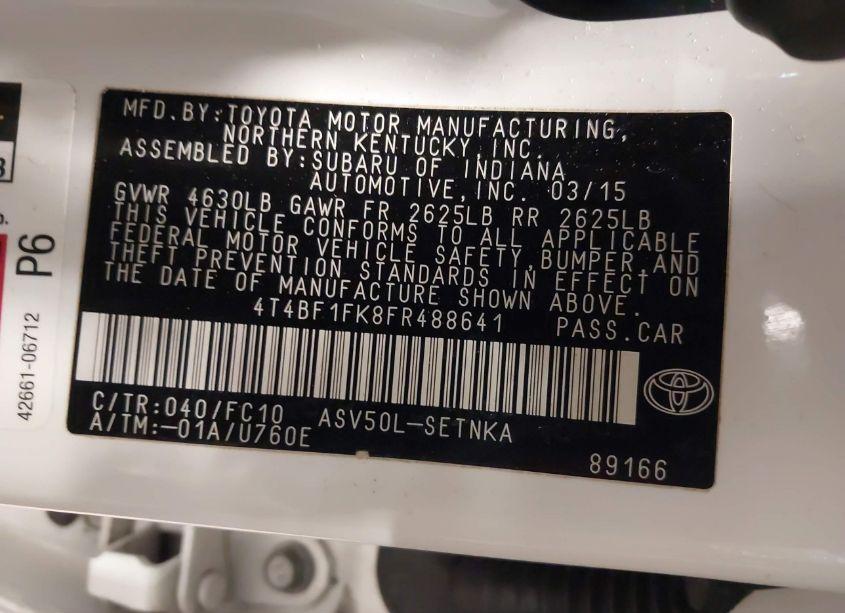 MFD.BY:TOYOTA MOTOR MANUFACTURING,
NORTHERN KENTUCKY,INC.
ASSEMBLED BY:SUBARU OF INDIANA
AUTOMOTIVE,INC. 03/15
GVWR 4630LB GAWR FR 2625LB RR 2625LB
THIS VEHICLE CONFORMS TO ALL APPLICABLE
FEDERAL MOTOR VEHICLE SAFETY,BUMPER,AND
THEFT PREVENTION STANDARDS IN EFFECT ON
THE DATE OF MANUFACTURE SHOWN ABOVE.
4T4BF1FK8FR488641 PASS.CAR
C/TR:040/FC10 ASV50L-SETNKA
A/TM:-01A/U760E
89166
P6
42661-06712